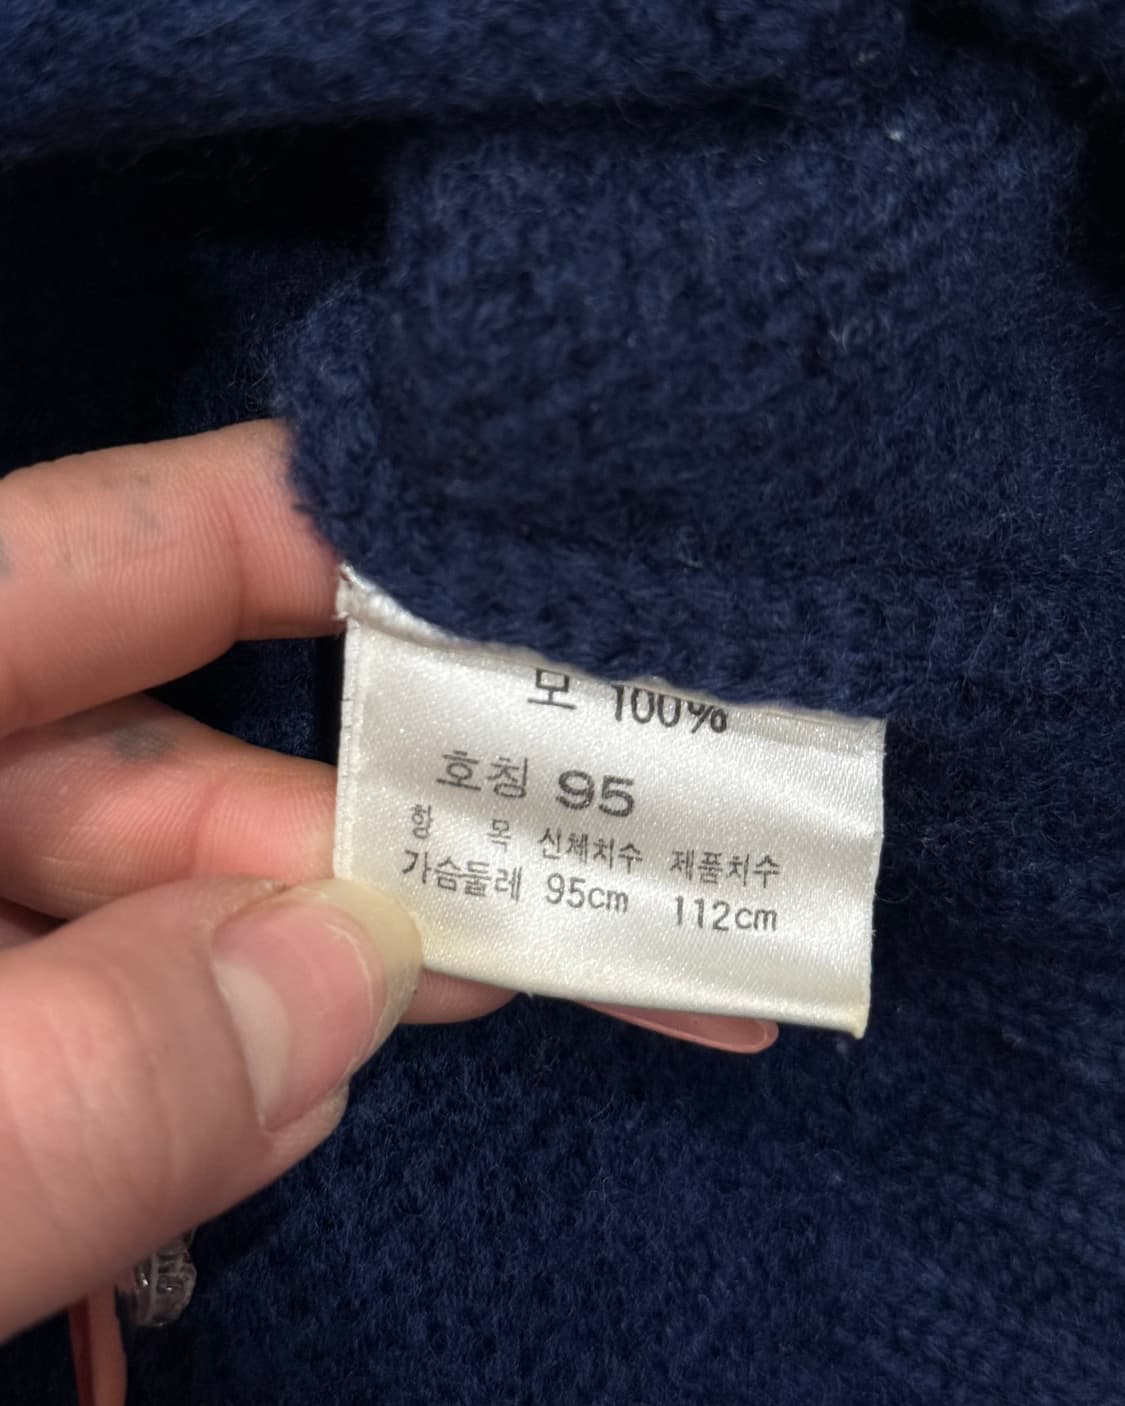 모 100%
호칭 95
항 목 신체치수 제품치수
가슴둘레 95cm 112cm